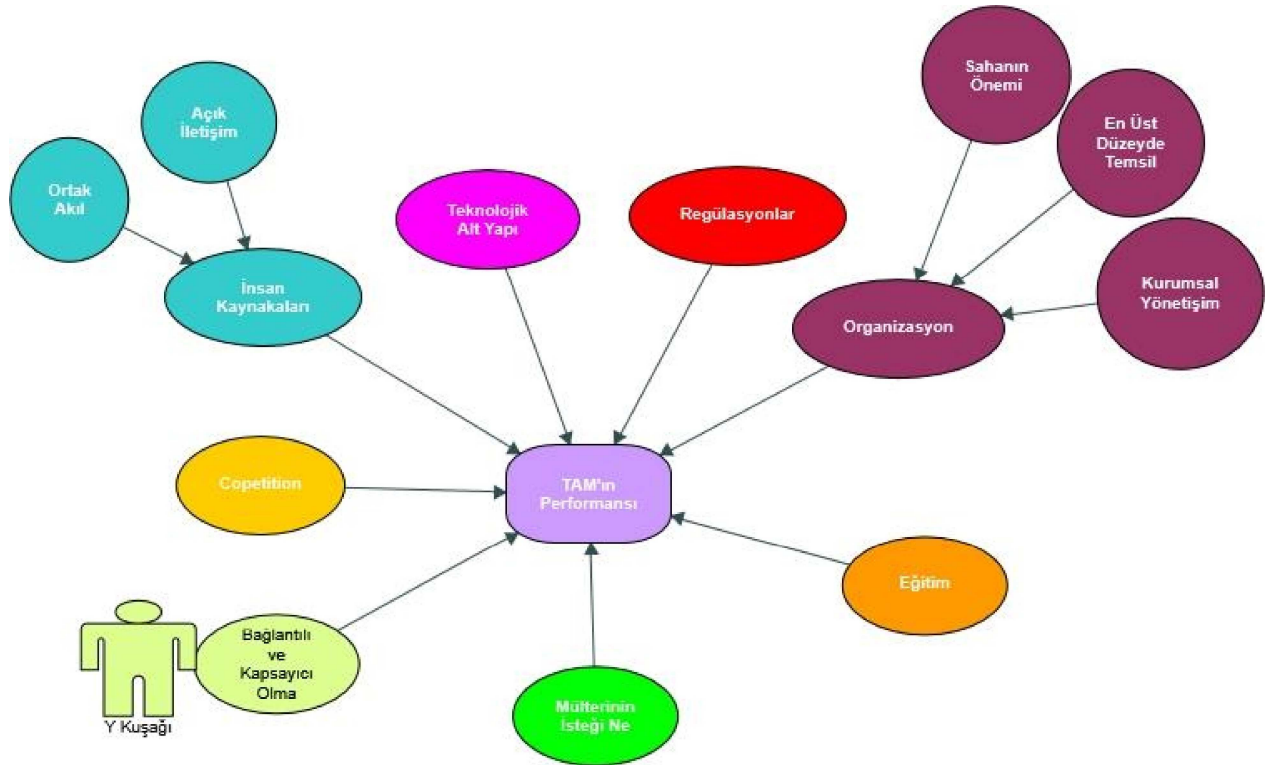 Sahanın
Önemi
En Üst
Düzeyde
Temsil
Açık
İletişim
Ortak
Akıl
Teknolojik
Alt Yapı
Regülasyonlar
İnsan
Kaynakaları
Kurumsal
Yönetişim
Organizasyon
Copetition
TAM'ın
Performansı
Eğitim
Bağlantılı
ve
Kapsayıcı
Olma
Y Kuşağı
Mülterinin
İsteği Ne